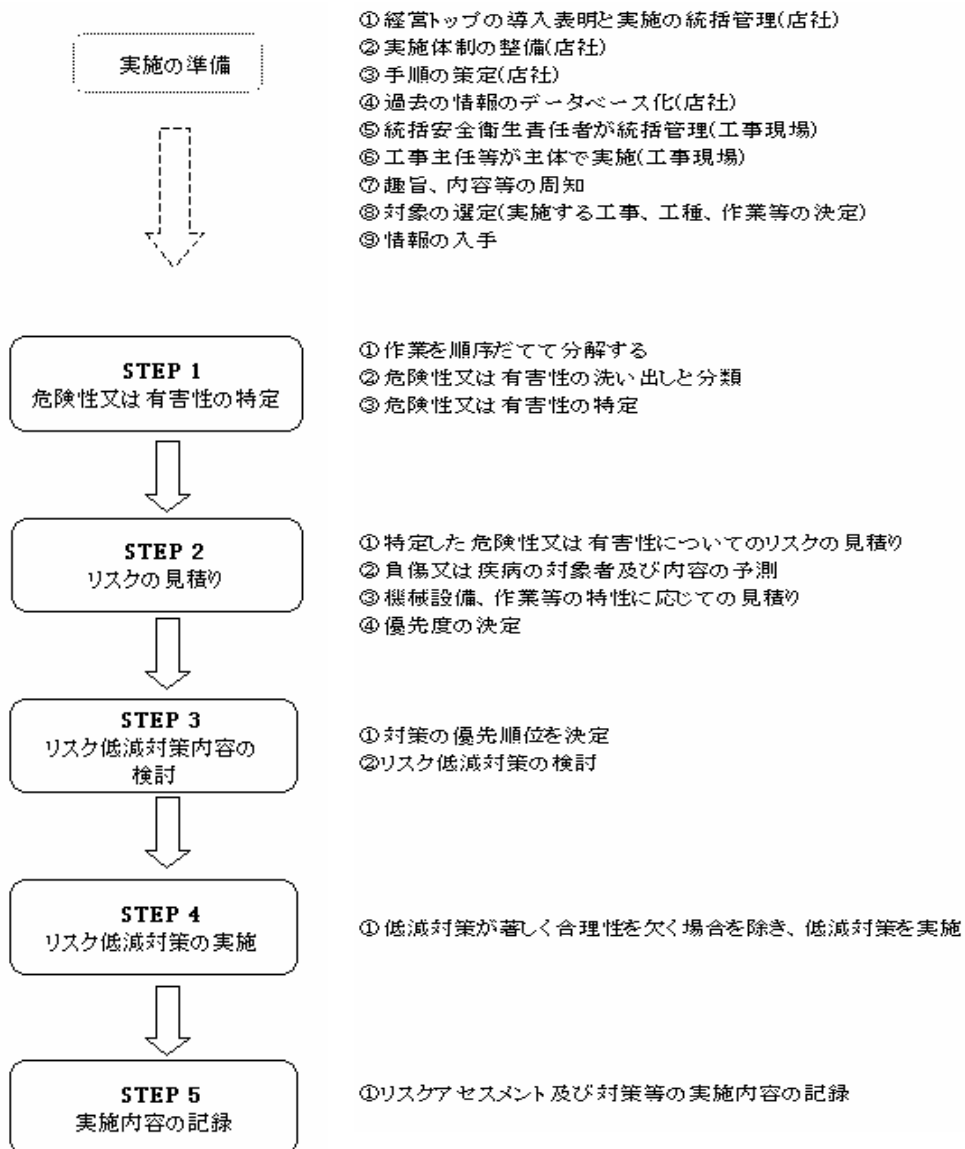 実施の準備
①経営トップの導入表明と実施の統括管理(店社)
②実施体制の整備(店社)
③手順の策定(店社)
④過去の情報のデータベース化(店社)
⑤統括安全衛生責任者が統括管理(工事現場)
⑥工事主任等が主体で実施(工事現場)
⑦趣旨、内容等の周知
⑧対象の選定(実施する工事、工種、作業等の決定)
⑨情報の入手
STEP 1
危険性又は有害性の特定
①作業を順序だてて分解する
②危険性又は有害性の洗い出しと分類
③危険性又は有害性の特定
STEP 2
リスクの見積り
①特定した危険性又は有害性についてのリスクの見積り
②負傷又は疾病の対象者及び内容の予測
③機械設備、作業等の特性に応じての見積り
④優先度の決定
STEP 3
リスク低減対策内容の
検討
①対策の優先順位を決定
②リスク低減対策の検討
STEP 4
リスク低減対策の実施
①低減対策が著しく合理性を欠く場合を除き、低減対策を実施
STEP 5
実施内容の記録
①リスクアセスメント及び対策等の実施内容の記録